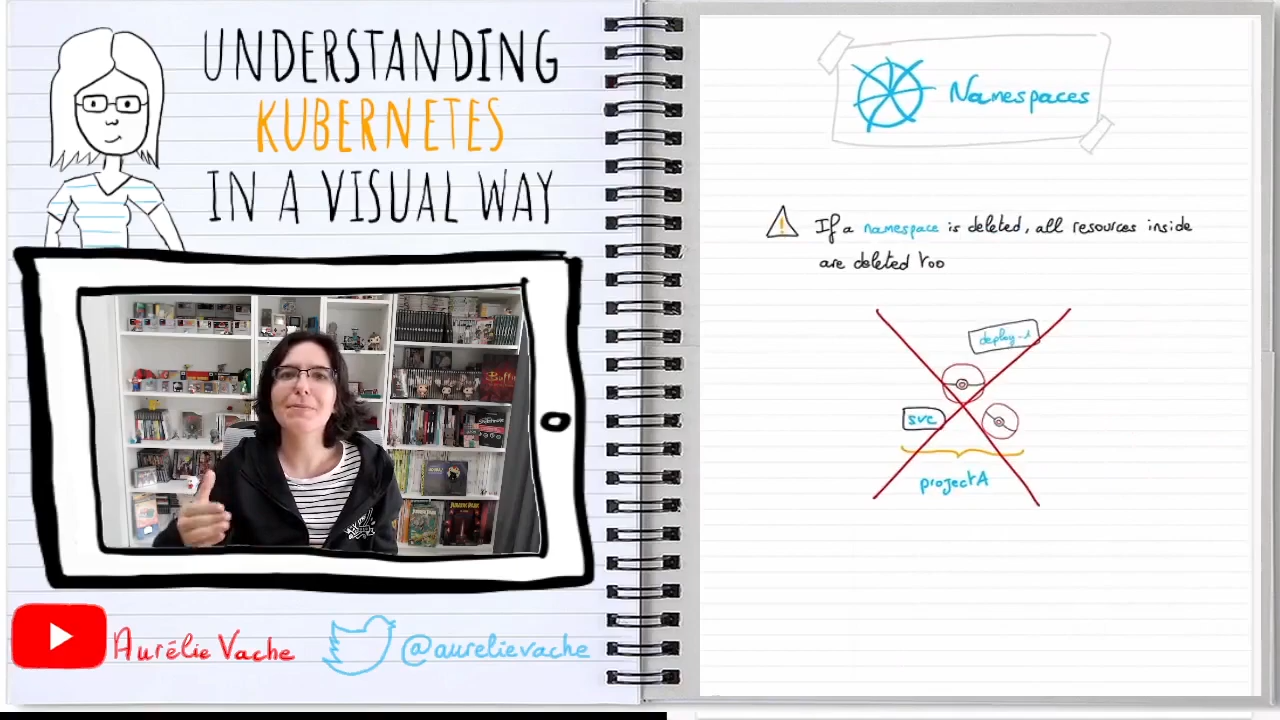 UNDERSTANDING
KUBERNETES
IN A VISUAL WAY
Aurélie Vache
@aurelievache
Namespaces
If a namespace is deleted, all resources inside
are deleted too
deploy-1
svc
projectA